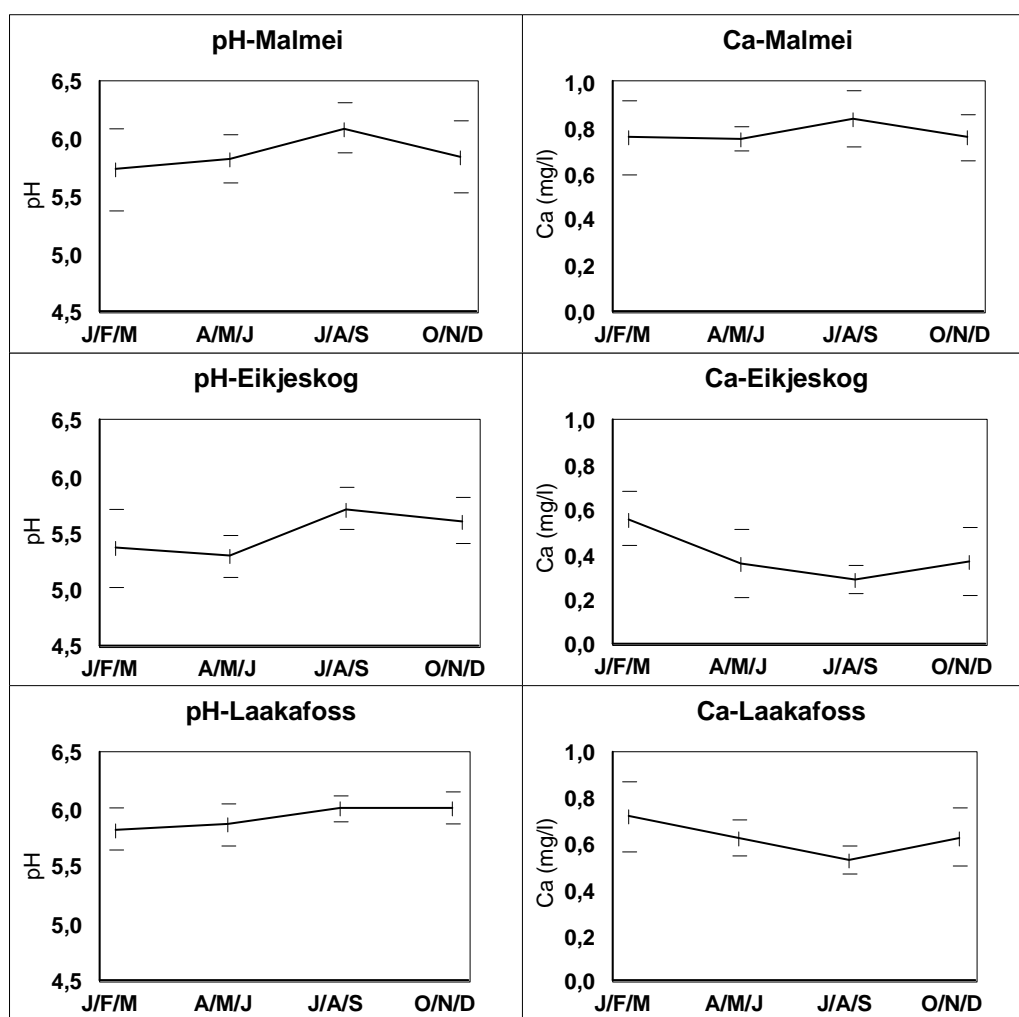 pH-Malmei
6,5
6,0
5,5
5,0
4,5
pH
J/F/M A/M/J J/A/S O/N/D
Ca-Malmei
1,0
0,8
0,6
0,4
0,2
0,0
Ca (mg/l)
J/F/M A/M/J J/A/S O/N/D
pH-Eikjeskog
6,5
6,0
5,5
5,0
4,5
pH
J/F/M A/M/J J/A/S O/N/D
Ca-Eikjeskog
1,0
0,8
0,6
0,4
0,2
0,0
Ca (mg/l)
J/F/M A/M/J J/A/S O/N/D
pH-Laakafoss
6,5
6,0
5,5
5,0
4,5
pH
J/F/M A/M/J J/A/S O/N/D
Ca-Laakafoss
1,0
0,8
0,6
0,4
0,2
0,0
Ca (mg/l)
J/F/M A/M/J J/A/S O/N/D